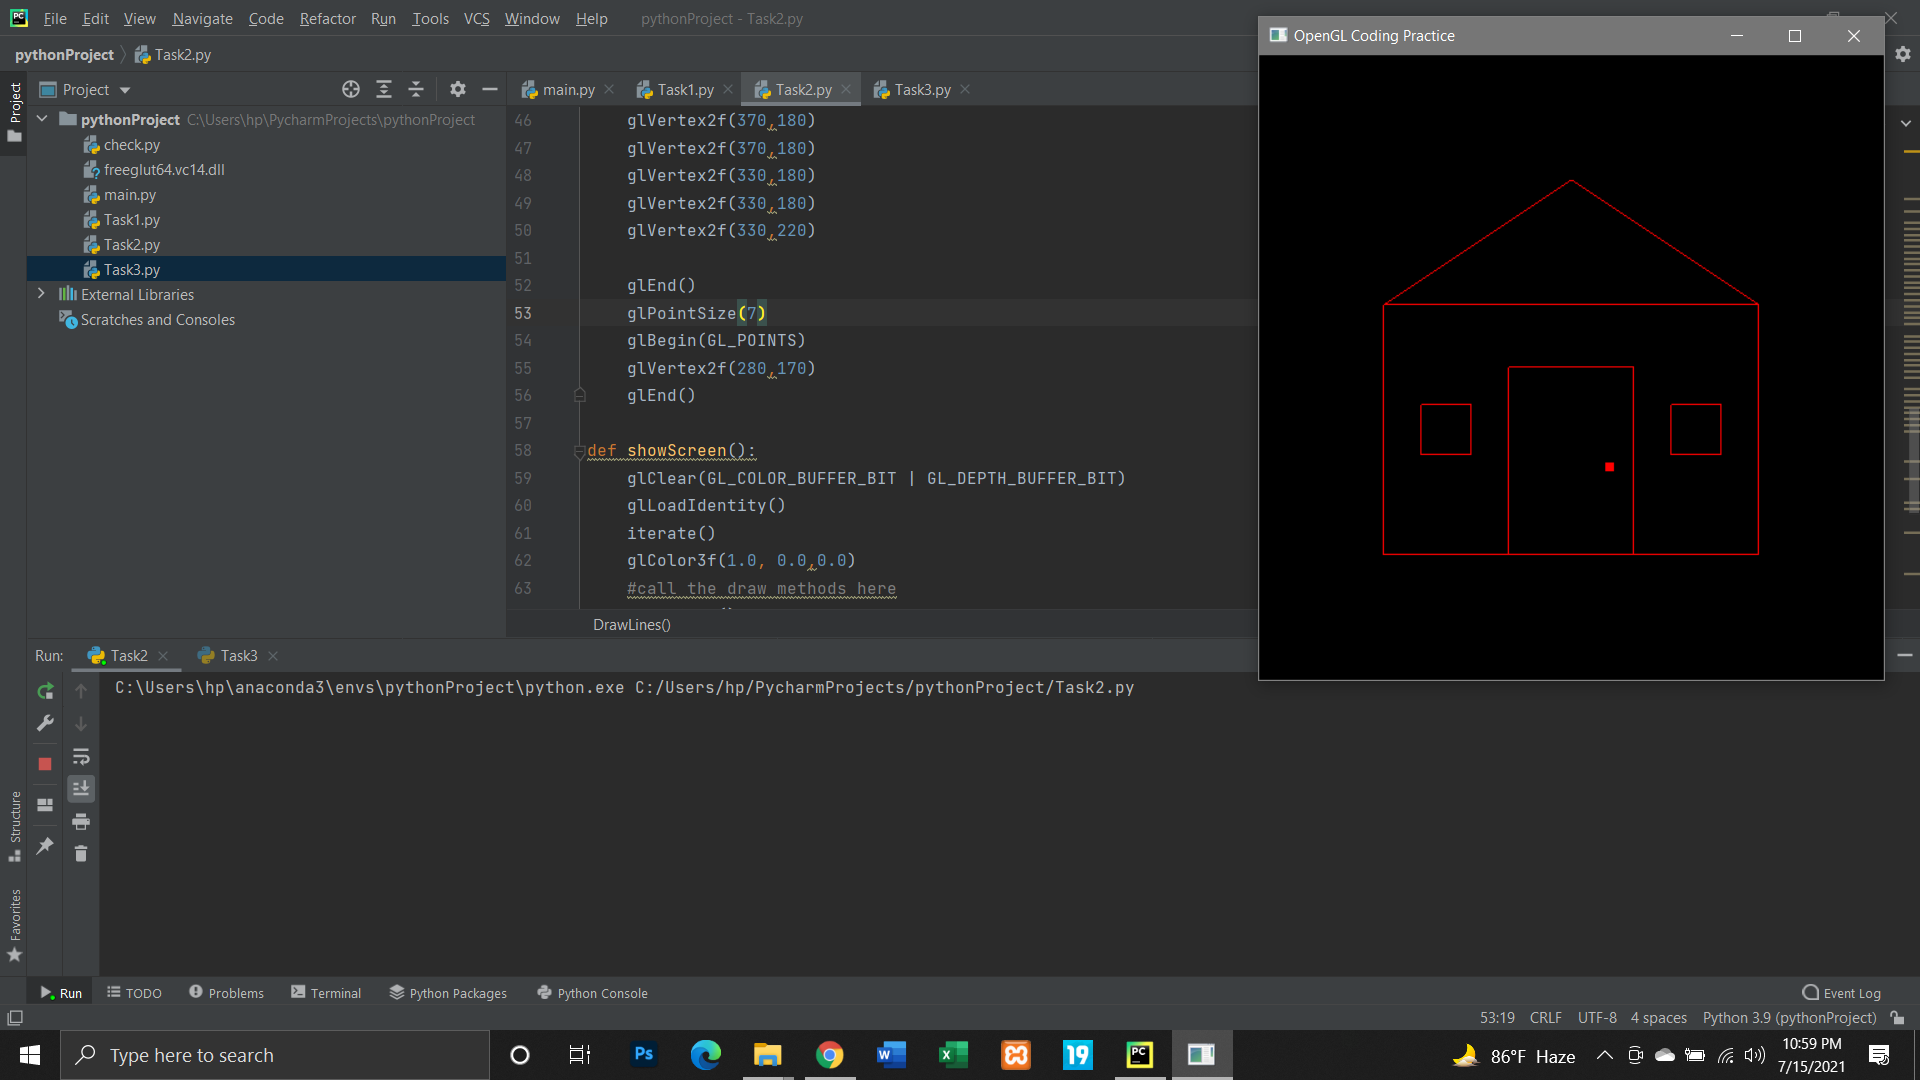 File Edit View Navigate Code Refactor Run Tools VCS Window Help pythonProject - Task2.py
pythonProject Task2.py
Project
Project
main.py Task1.py Task2.py Task3.py
pythonProject C:\Users\hp\PycharmProjects\pythonProject
check.py
freeglut64.vc14.dll
main.py
Task1.py
Task2.py
Task3.py
External Libraries
Scratches and Consoles
46 glVertex2f(370,180)
47 glVertex2f(370,180)
48 glVertex2f(330,180)
49 glVertex2f(330,180)
50 glVertex2f(330,220)
51
52 glEnd()
53 glPointSize(7)
54 glBegin(GL_POINTS)
55 glVertex2f(280,170)
56 glEnd()
57
58 def showScreen():
59 glClear(GL_COLOR_BUFFER_BIT | GL_DEPTH_BUFFER_BIT)
60 glLoadIdentity()
61 iterate()
62 glColor3f(1.0, 0.0,0.0)
63 #call the draw methods here
DrawLines()
OpenGL Coding Practice
Run: Task2 Task3
C:\Users\hp\anaconda3\envs\pythonProject\python.exe C:/Users/hp/PycharmProjects/pythonProject/Task2.py
Structure
Favorites
Run TODO Problems Terminal Python Packages Python Console Event Log
53:19 CRLF UTF-8 4 spaces Python 3.9 (pythonProject)
Type here to search
Ps
W
X
19
PC
86°F Haze
10:59 PM
7/15/2021